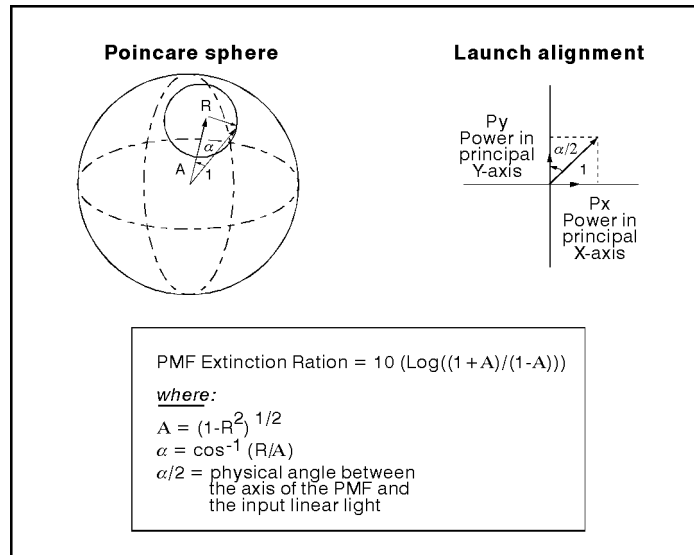 Poincare sphere
R
α
A
1
Launch alignment
Py
Power in
principal
Y-axis
α/2
1
Px
Power in
principal
X-axis
PMF Extinction Ration = 10 (Log((1+A)/(1-A)))
where:
A = (1-R²) ^1/2
α = cos⁻¹ (R/A)
α/2 = physical angle between
the axis of the PMF and
the input linear light